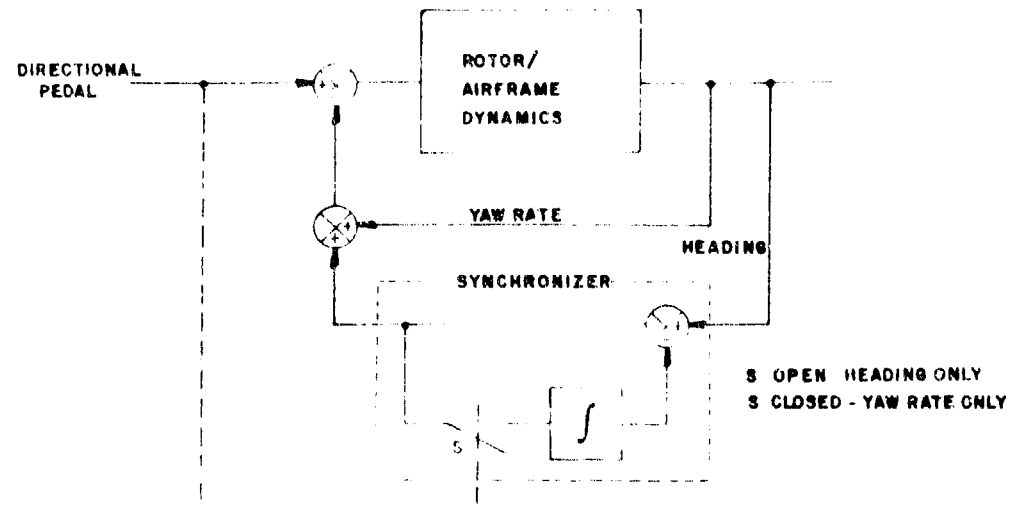 DIRECTIONAL
PEDAL
ROTOR/
AIRFRAME
DYNAMICS
YAW RATE
HEADING
SYNCHRONIZER
S OPEN HEADING ONLY
S CLOSED - YAW RATE ONLY
S
∫